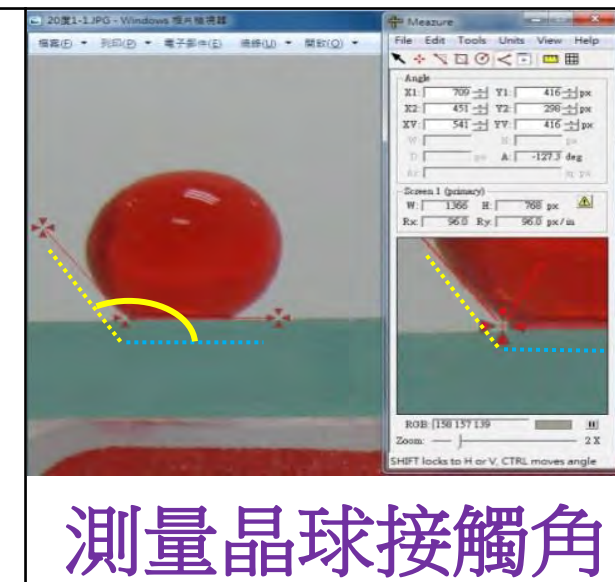 20度1-1.JPG - Windows 相片檢視器
檔案(F) 列印(P) 電子郵件(E) 燒錄(U) 開啟(O)
Meazure
File Edit Tools Units View Help
Angle
X1: 709 px Y1: 416 px
X2: 451 px Y2: 298 px
XV: 541 px YV: 416 px
A: -127.3 deg
Screen 1 (primary)
W: 1366 H: 768 px
Rx: 96.0 Ry: 96.0 px/in
RGB: 158 157 139
Zoom: 2 X
SHIFT locks to H or V, CTRL moves angle
測量晶球接觸角